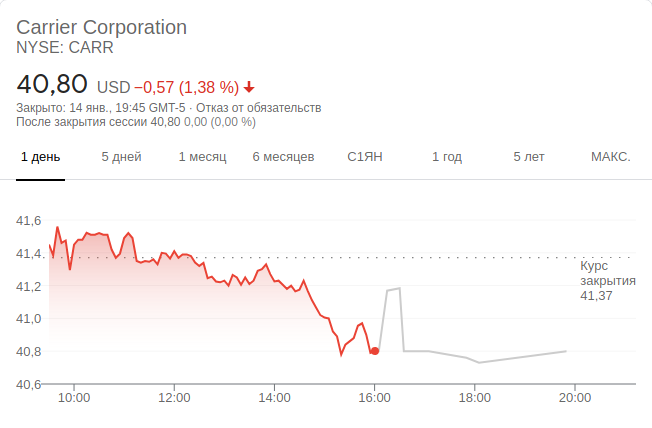 Carrier Corporation
NYSE: CARR
40,80 USD −0,57 (1,38 %)
Закрыто: 14 янв., 19:45 GMT-5 · Отказ от обязательств
После закрытия сессии 40,80 0,00 (0,00 %)
1 день 5 дней 1 месяц 6 месяцев С1ЯН 1 год 5 лет МАКС.
41,6
41,4
Курс
закрытия
41,37
41,2
41,0
40,8
40,6
10:00 12:00 14:00 16:00 18:00 20:00